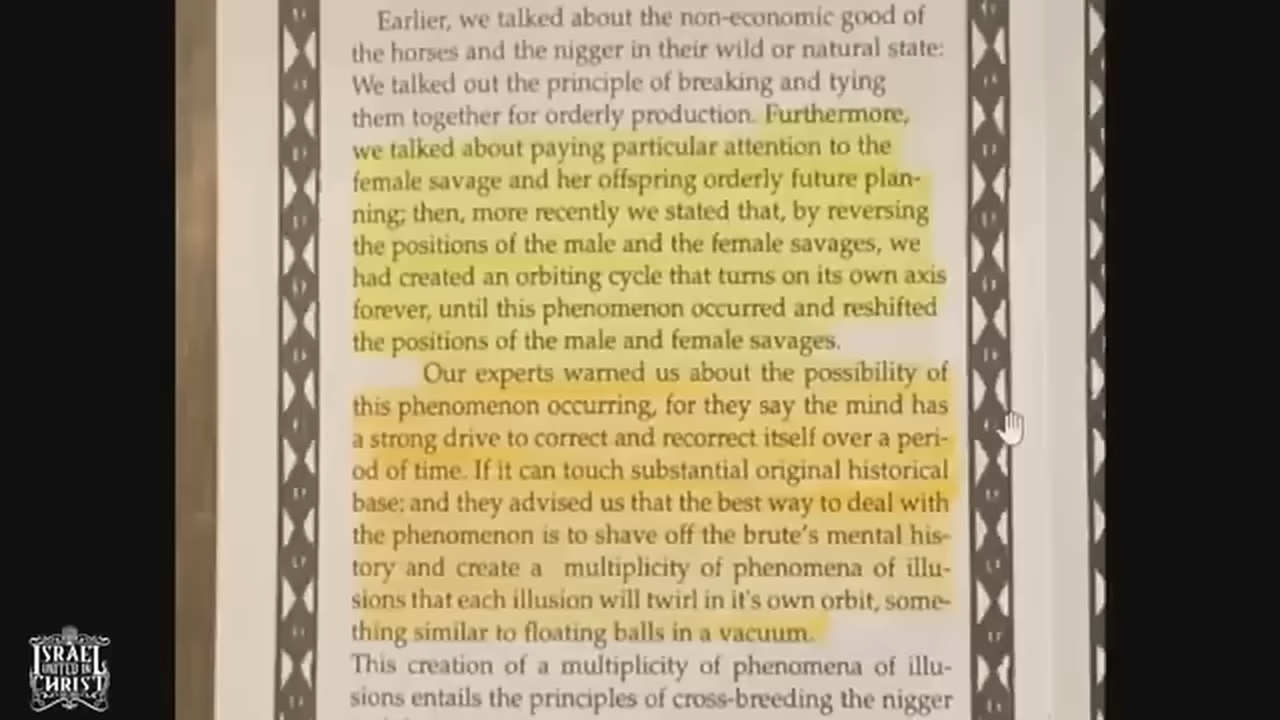 Earlier, we talked about the non-economic good of
the horses and the nigger in their wild or natural state:
We talked out the principle of breaking and tying
them together for orderly production. Furthermore,
we talked about paying particular attention to the
female savage and her offspring orderly future plan-
ning; then, more recently we stated that, by reversing
the positions of the male and the female savages, we
had created an orbiting cycle that turns on its own axis
forever, until this phenomenon occurred and reshifted
the positions of the male and female savages.
Our experts warned us about the possibility of
this phenomenon occurring, for they say the mind has
a strong drive to correct and recorrect itself over a peri-
od of time. If it can touch substantial original historical
base; and they advised us that the best way to deal with
the phenomenon is to shave off the brute's mental his-
tory and create a multiplicity of phenomena of illu-
sions that each illusion will twirl in it's own orbit, some-
thing similar to floating balls in a vacuum.
This creation of a multiplicity of phenomena of illu-
sions entails the principles of cross-breeding the nigger
ISRAEL
UNITED IN
CHRIST